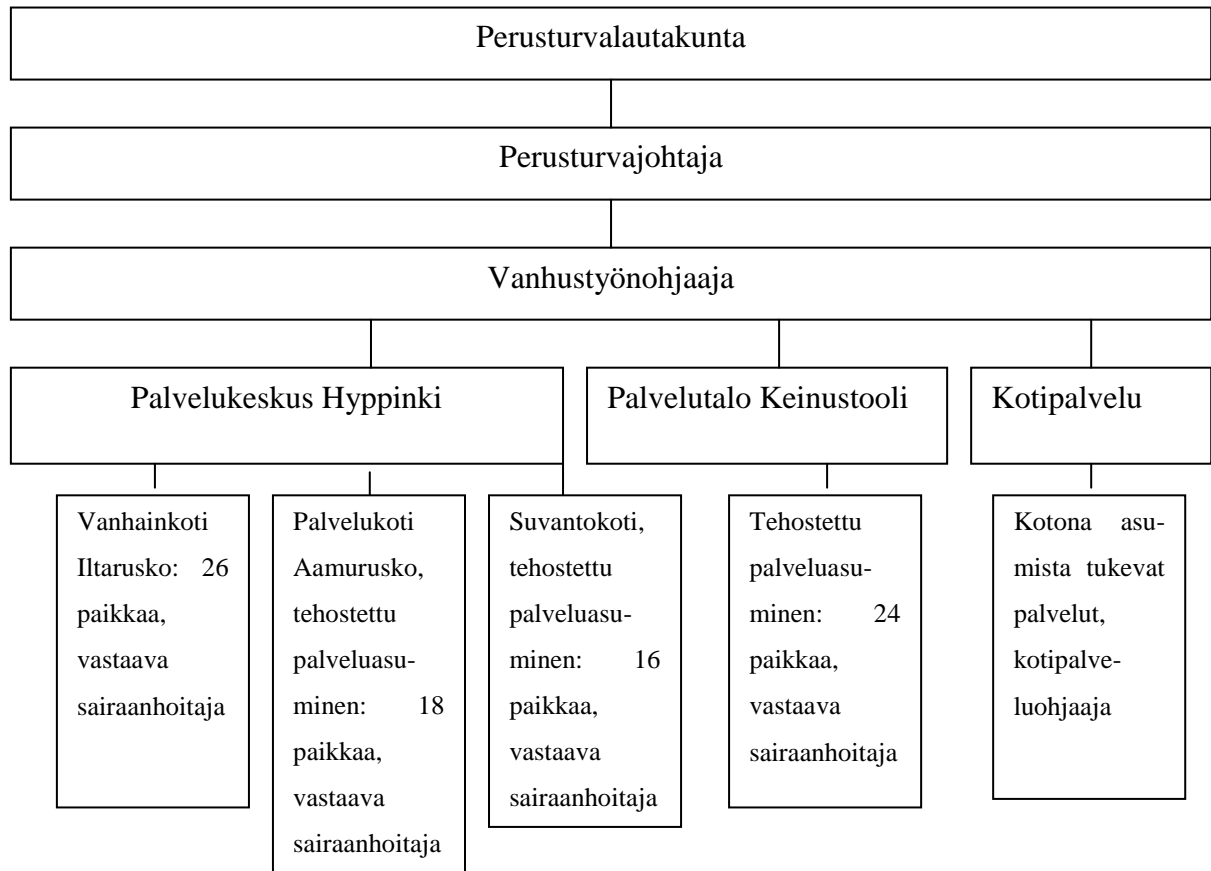 Perusturvalautakunta
Perusturvajohtaja
Vanhustyönohjaaja
Palvelukeskus Hyppinki
Palvelutalo Keinustooli
Kotipalvelu
Vanhainkoti
Iltarusko: 26
paikkaa,
vastaava
sairaanhoitaja
Palvelukoti
Aamurusko,
tehostettu
palveluasu-
minen: 18
paikkaa,
vastaava
sairaanhoitaja
Suvantokoti,
tehostettu
palveluasu-
minen: 16
paikkaa,
vastaava
sairaanhoitaja
Tehostettu
palveluasu-
minen: 24
paikkaa,
vastaava
sairaanhoitaja
Kotona asu-
mista tukevat
palvelut,
kotipalve-
luohjaaja